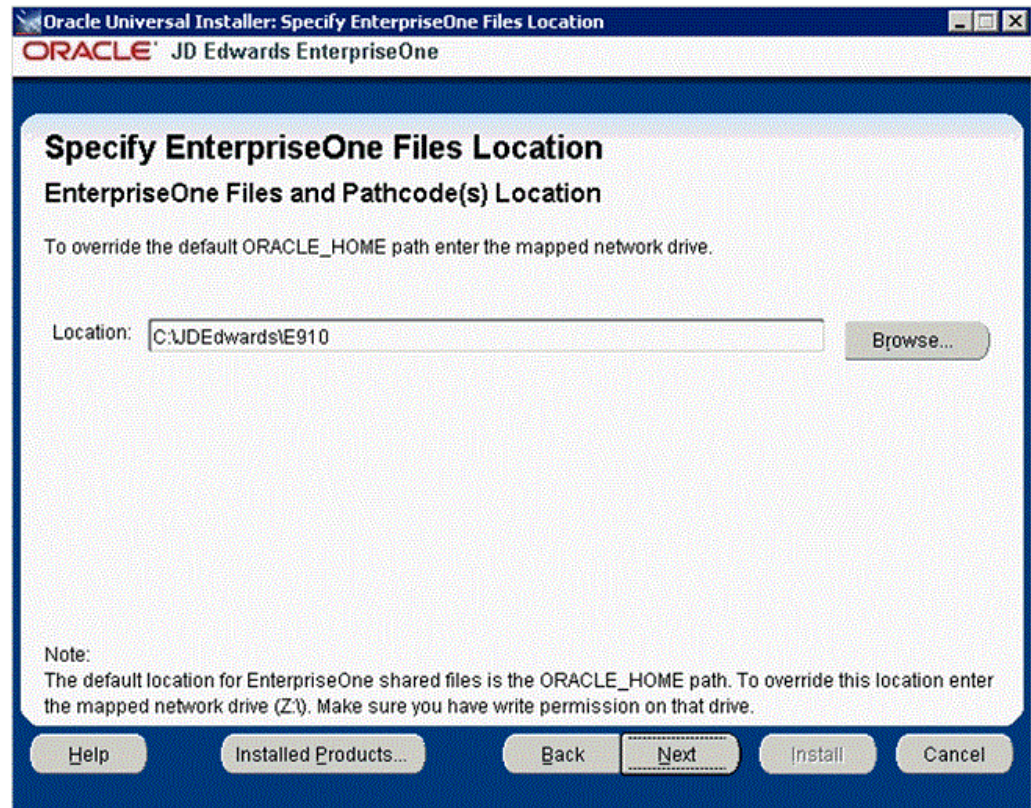 Oracle Universal Installer: Specify EnterpriseOne Files Location
ORACLE JD Edwards EnterpriseOne
Specify EnterpriseOne Files Location
EnterpriseOne Files and Pathcode(s) Location
To override the default ORACLE_HOME path enter the mapped network drive.
Location: C:\JDEdwards\E910 Browse...
Note:
The default location for EnterpriseOne shared files is the ORACLE_HOME path. To override this location enter
the mapped network drive (Z:\). Make sure you have write permission on that drive.
Help Installed Products... Back Next Install Cancel